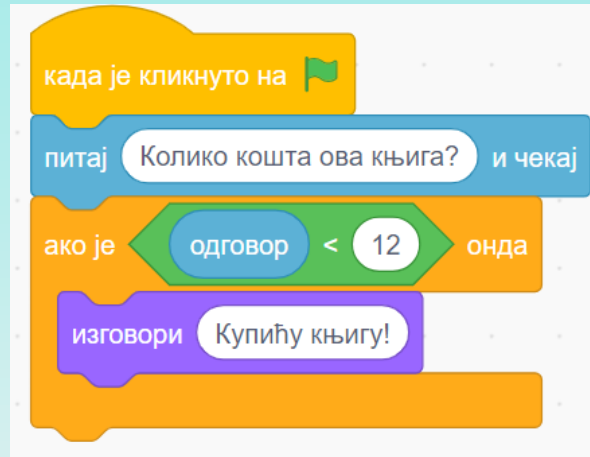 када је кликнуто на
питај Колико кошта ова књига? и чекај
ако је одговор < 12 онда
изговори Купићу књигу!